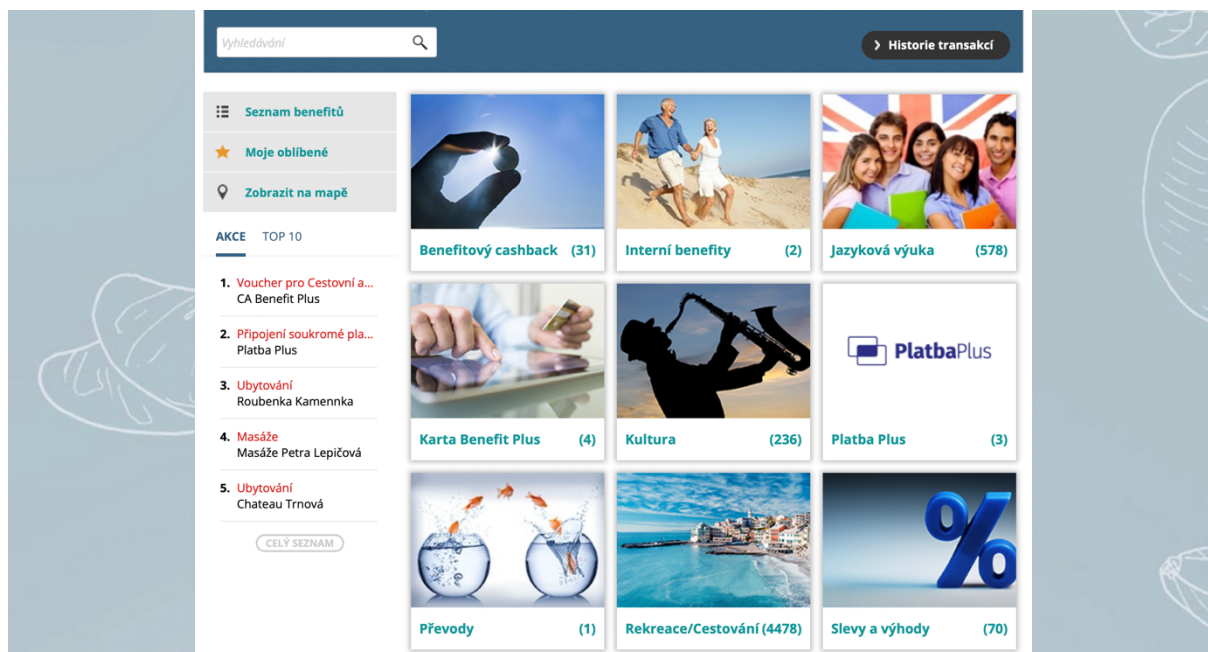 Vyhledávání
Historie transakcí
Seznam benefitů
Moje oblíbené
Zobrazit na mapě
AKCE TOP 10
1. Voucher pro Cestovní a...
CA Benefit Plus
2. Připojení soukromé pla...
Platba Plus
3. Ubytování
Roubenka Kamennka
4. Masáže
Masáže Petra Lepičová
5. Ubytování
Chateau Trnová
CELÝ SEZNAM
Benefitový cashback (31)
Interní benefity (2)
Jazyková výuka (578)
Karta Benefit Plus (4)
Kultura (236)
PlatbaPlus
Platba Plus (3)
Převody (1)
Rekreace/Cestování (4478)
%
Slevy a výhody (70)